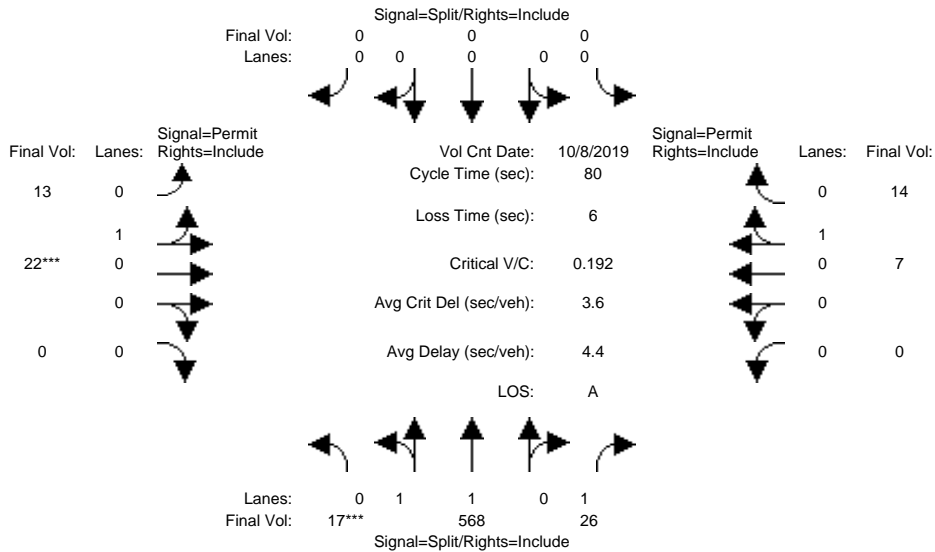 Signal=Split/Rights=Include
Final Vol: 0 0 0
Lanes: 0 0 0 0 0
Signal=Permit Signal=Permit
Final Vol: Lanes: Rights=Include Vol Cnt Date: 10/8/2019 Rights=Include Lanes: Final Vol:
Cycle Time (sec): 80
13 0 0 14
Loss Time (sec): 6
1 1
22*** 0 Critical V/C: 0.192 0 7
0 Avg Crit Del (sec/veh): 3.6 0
0 0 Avg Delay (sec/veh): 4.4 0 0
LOS: A
Lanes: 0 1 1 0 1
Final Vol: 17*** 568 26
Signal=Split/Rights=Include